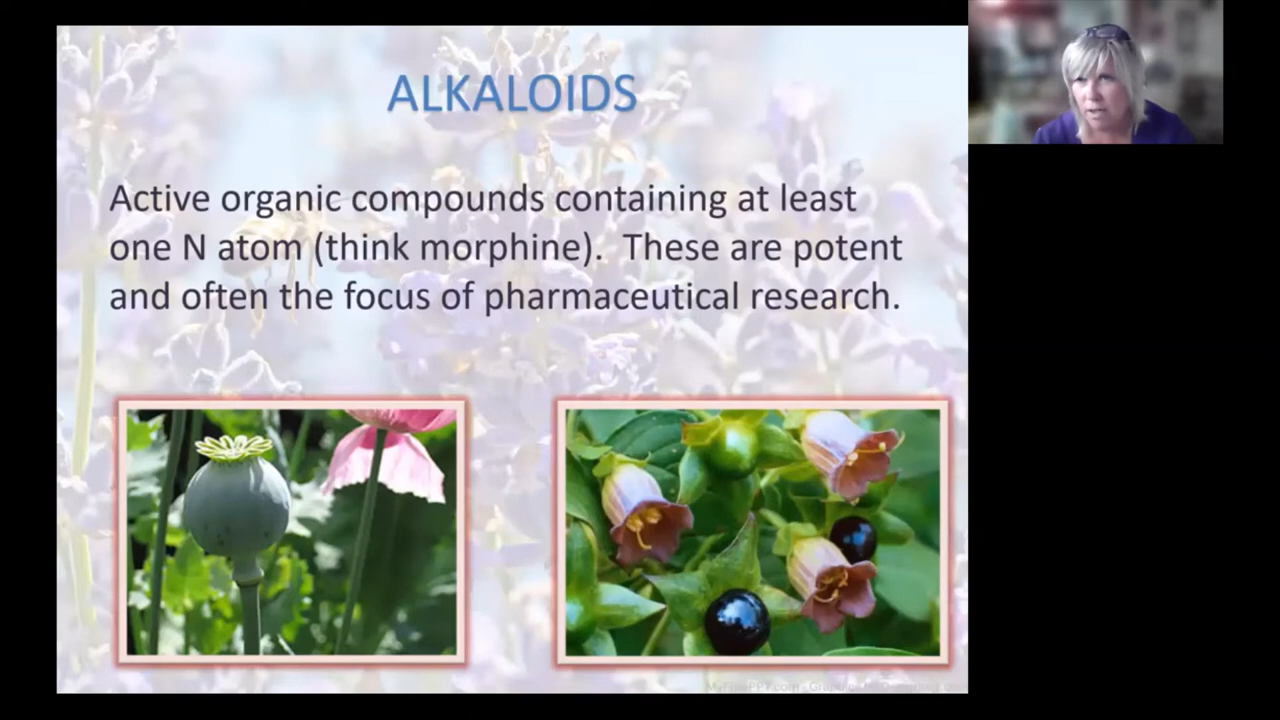 ALKALOIDS
Active organic compounds containing at least
one N atom (think morphine). These are potent
and often the focus of pharmaceutical research.